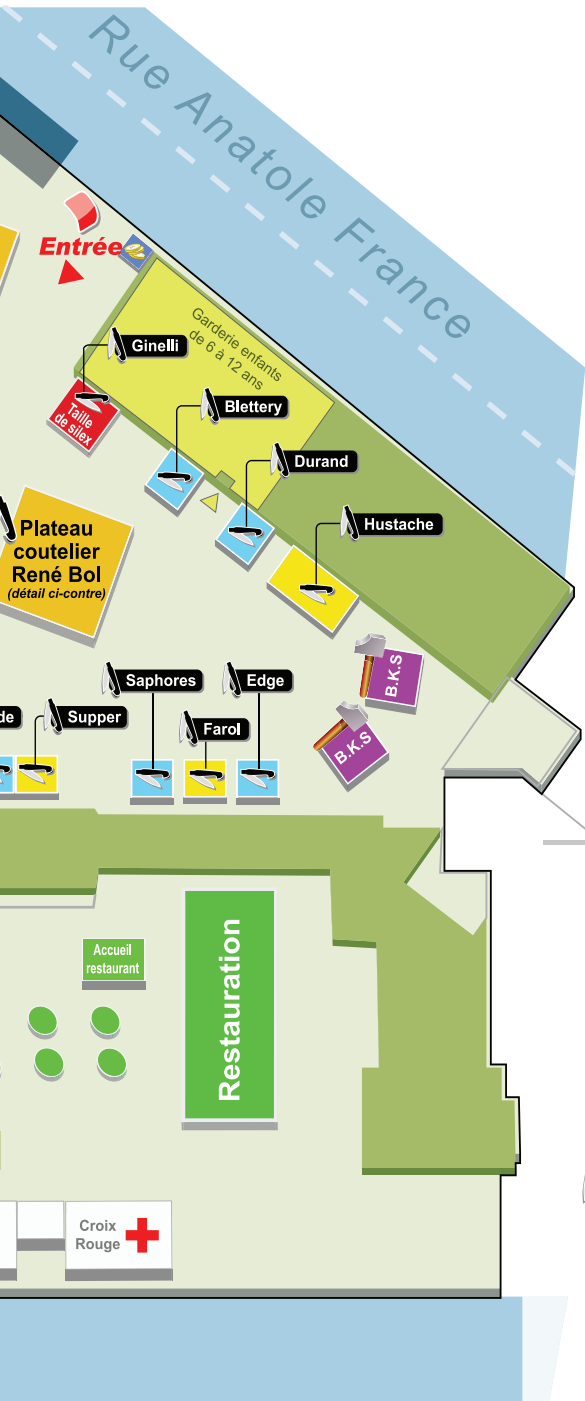 Rue Anatole France
Entrée
Garderie enfants
de 6 à 12 ans
Ginelli
Taille
de silex
Blettery
Durand
Hustache
Plateau
coutelier
René Bol
(détail ci-contre)
B.K.S
B.K.S
Saphores
Edge
de
Supper
Farol
Accueil
restaurant
Restauration
Croix
Rouge